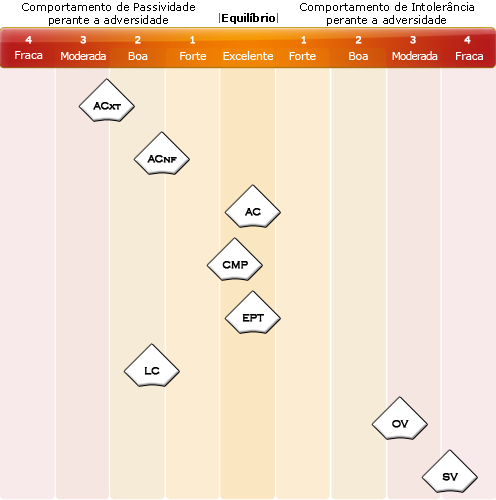 Comportamento de Passividade
perante a adversidade
|Equilíbrio|
Comportamento de Intolerância
perante a adversidade
4 3 2 1 1 2 3 4
Fraca Moderada Boa Forte Excelente Forte Boa Moderada Fraca
ACXT
ACNF
AC
CMP
EPT
LC
OV
SV